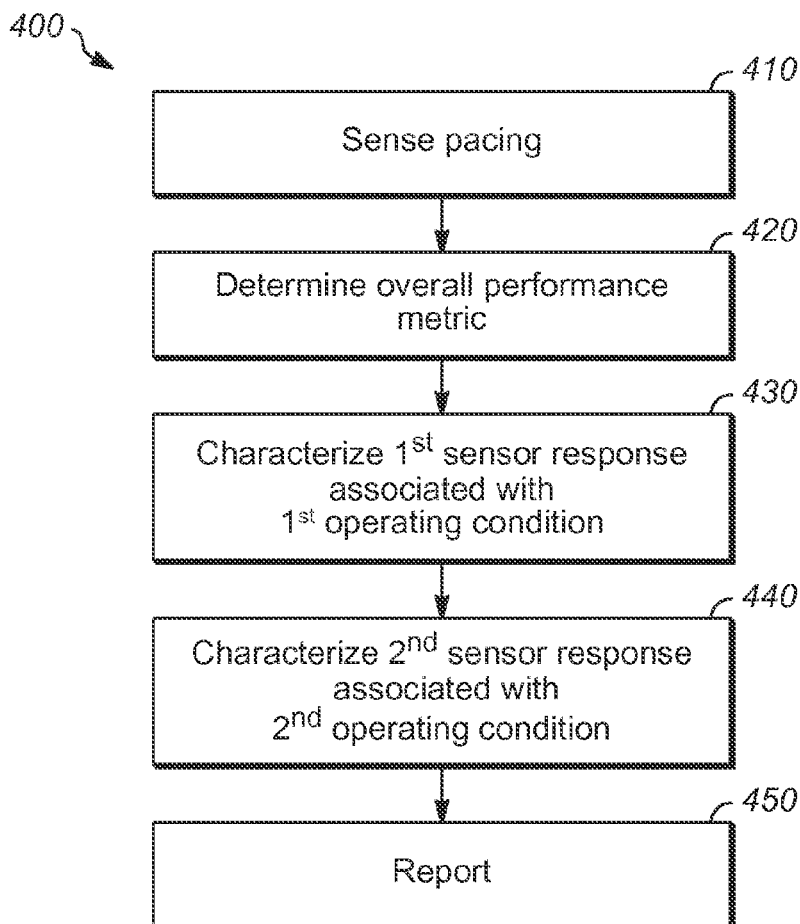 400
410
Sense pacing
420
Determine overall performance
metric
430
Characterize 1st sensor response
associated with
1st operating condition
440
Characterize 2nd sensor response
associated with
2nd operating condition
450
Report